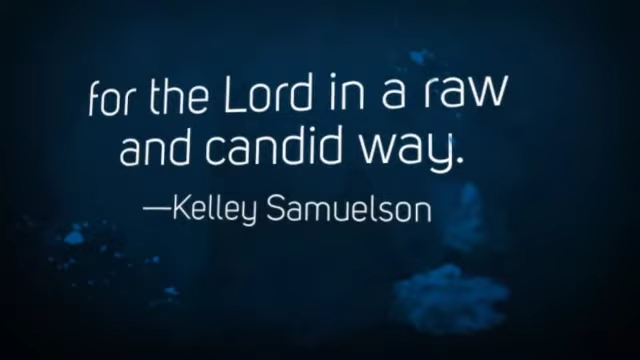 for the Lord in a raw
and candid way.
—Kelley Samuelson